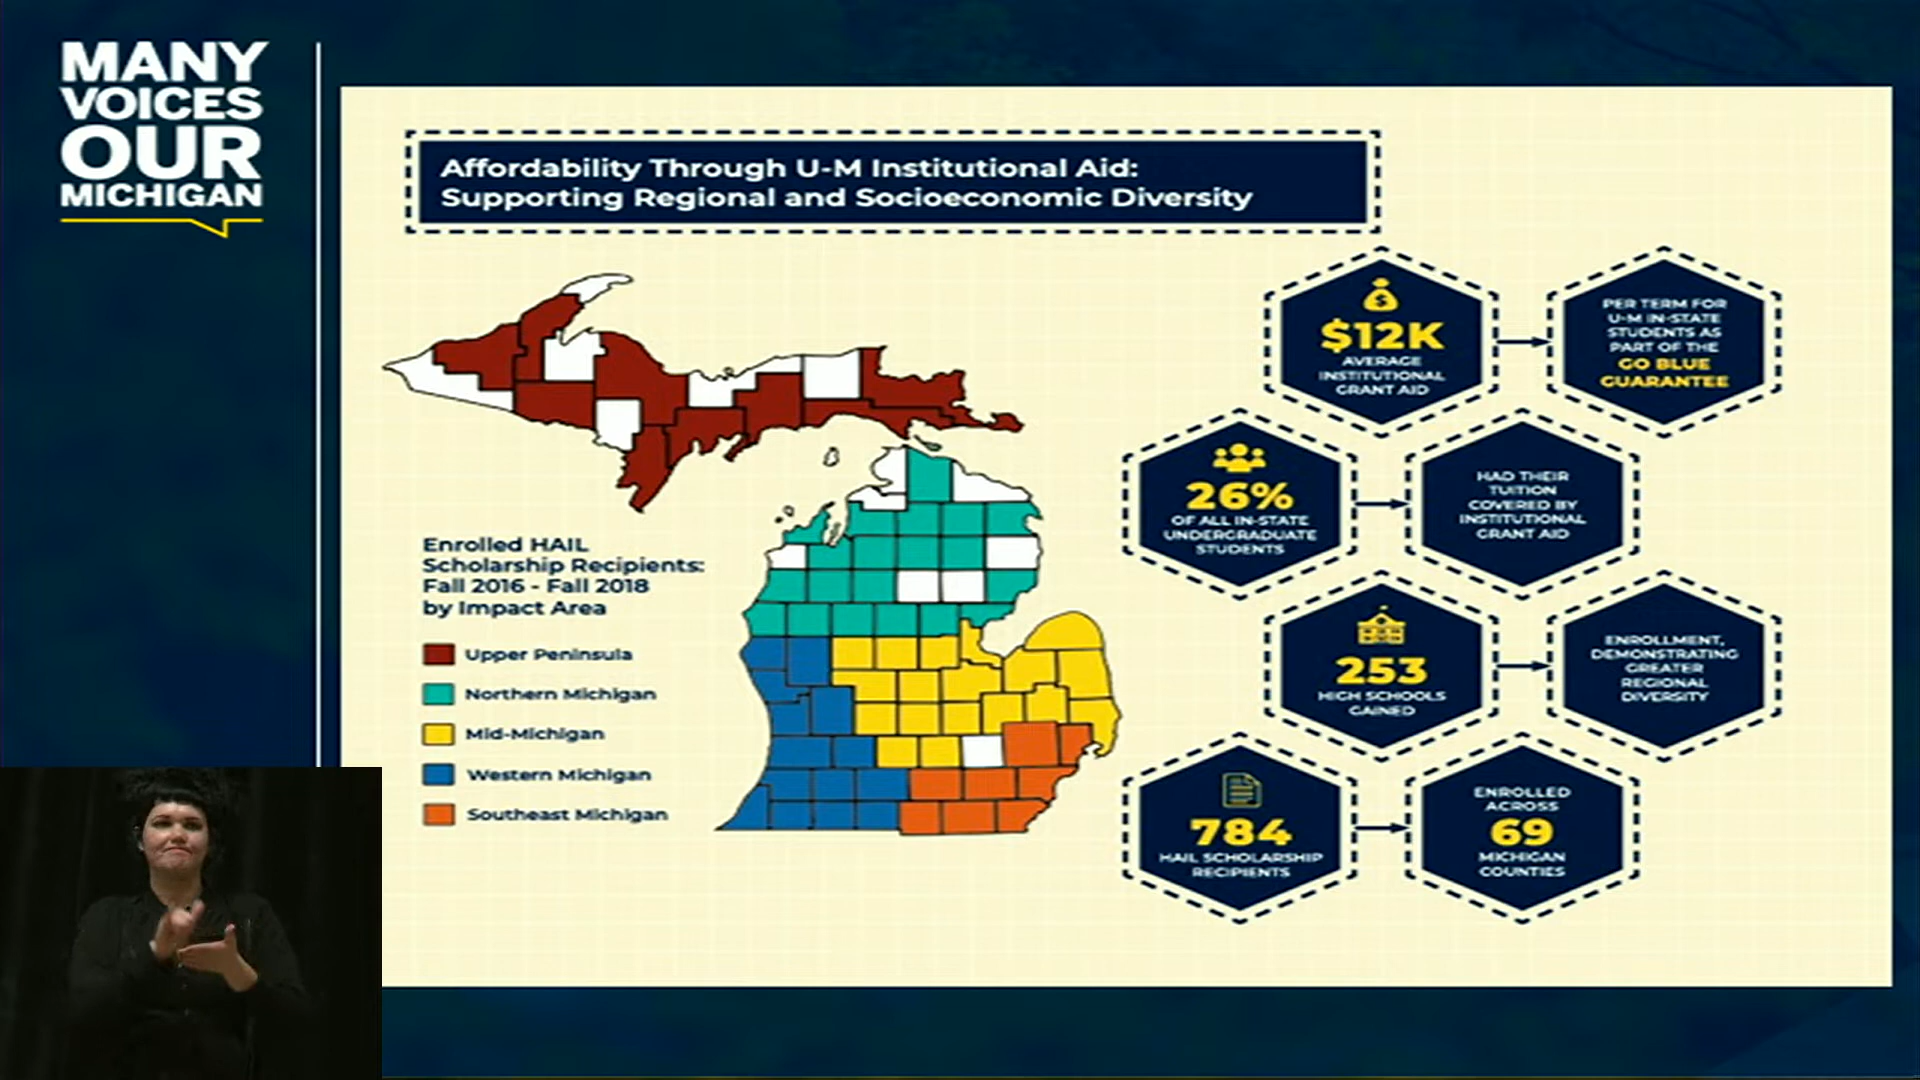 MANY
VOICES
OUR
MICHIGAN
Affordability Through U-M Institutional Aid:
Supporting Regional and Socioeconomic Diversity
Enrolled HAIL
Scholarship Recipients:
Fall 2016 - Fall 2018
by Impact Area
Upper Peninsula
Northern Michigan
Mid-Michigan
Western Michigan
Southeast Michigan
$12K
AVERAGE
INSTITUTIONAL
GRANT AID
PER TERM FOR
U-M IN-STATE
STUDENTS AS
PART OF THE
GO BLUE
GUARANTEE
26%
OF ALL IN-STATE
UNDERGRADUATE
STUDENTS
HAD THEIR
TUITION
COVERED BY
INSTITUTIONAL
GRANT AID
253
HIGH SCHOOLS
GAINED
ENROLLMENT,
DEMONSTRATING
GREATER
REGIONAL
DIVERSITY
784
HAIL SCHOLARSHIP
RECIPIENTS
ENROLLED
ACROSS
69
MICHIGAN
COUNTIES